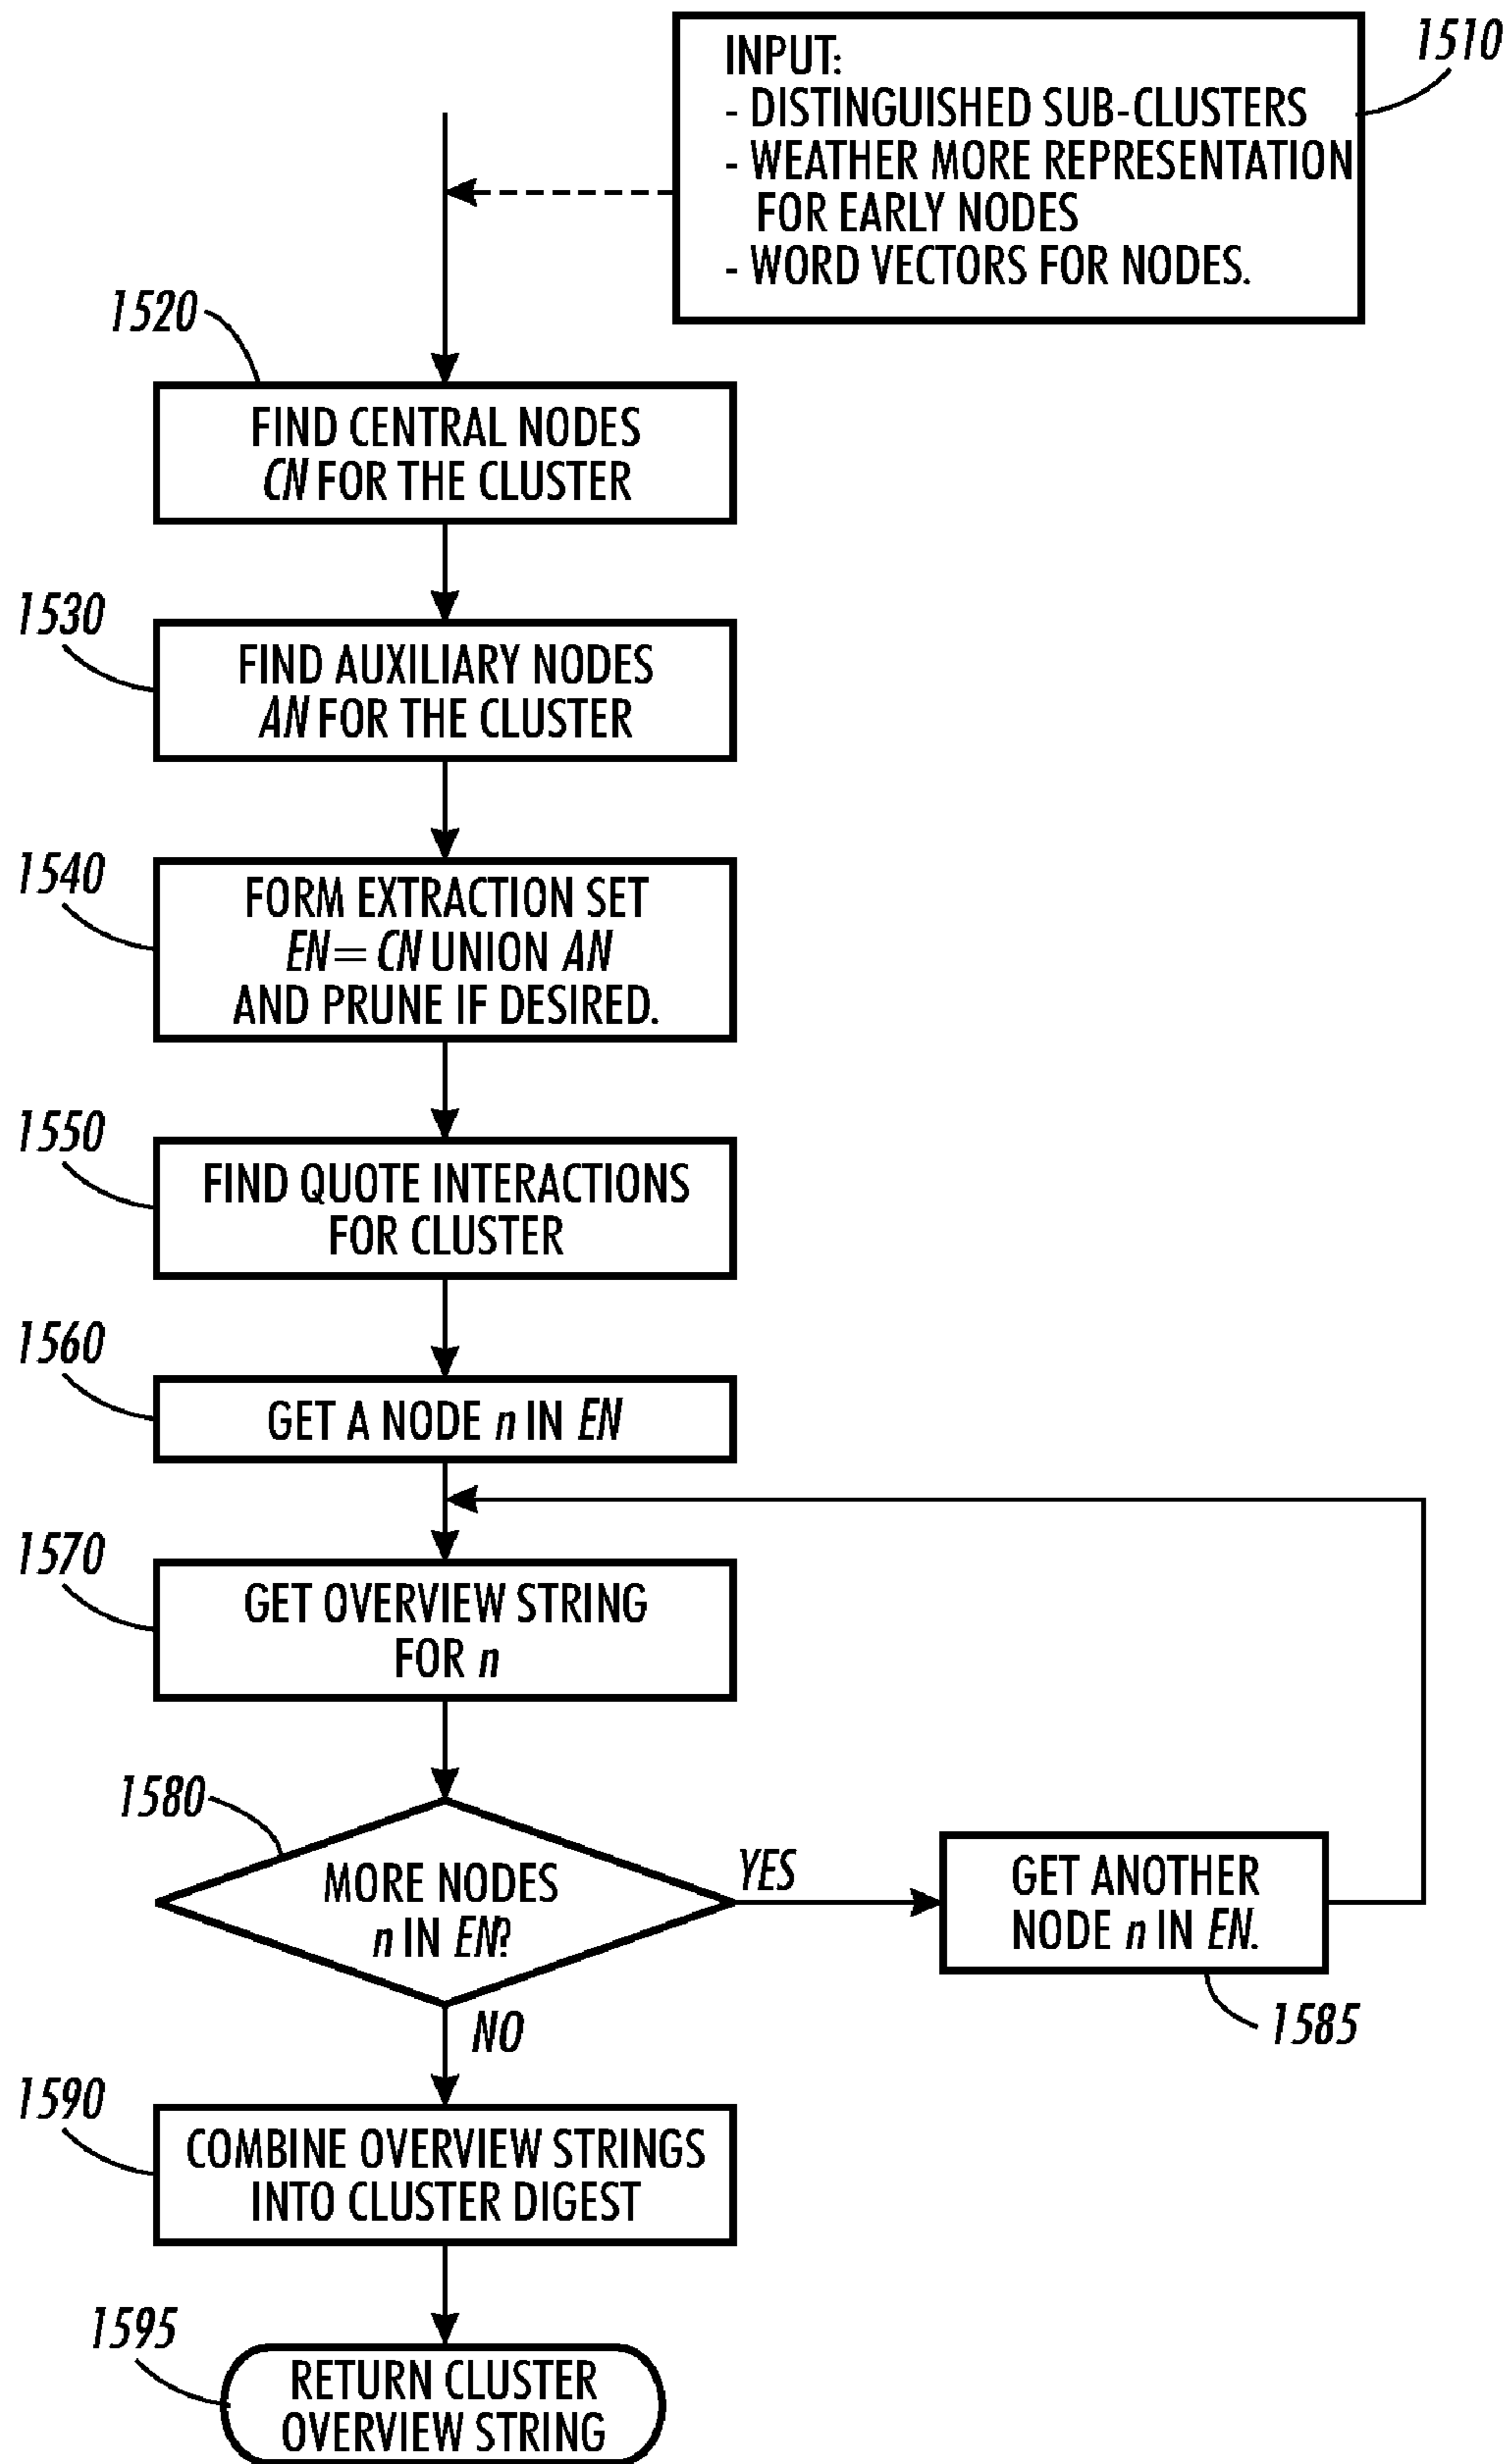 INPUT:
- DISTINGUISHED SUB-CLUSTERS
- WEATHER MORE REPRESENTATION
FOR EARLY NODES
- WORD VECTORS FOR NODES.
1510
1520
FIND CENTRAL NODES
CN FOR THE CLUSTER
1530
FIND AUXILIARY NODES
AN FOR THE CLUSTER
1540
FORM EXTRACTION SET
EN = CN UNION AN
AND PRUNE IF DESIRED.
1550
FIND QUOTE INTERACTIONS
FOR CLUSTER
1560
GET A NODE n IN EN
1570
GET OVERVIEW STRING
FOR n
1580
MORE NODES
n IN EN?
YES
GET ANOTHER
NODE n IN EN.
1585
NO
1590
COMBINE OVERVIEW STRINGS
INTO CLUSTER DIGEST
1595
RETURN CLUSTER
OVERVIEW STRING